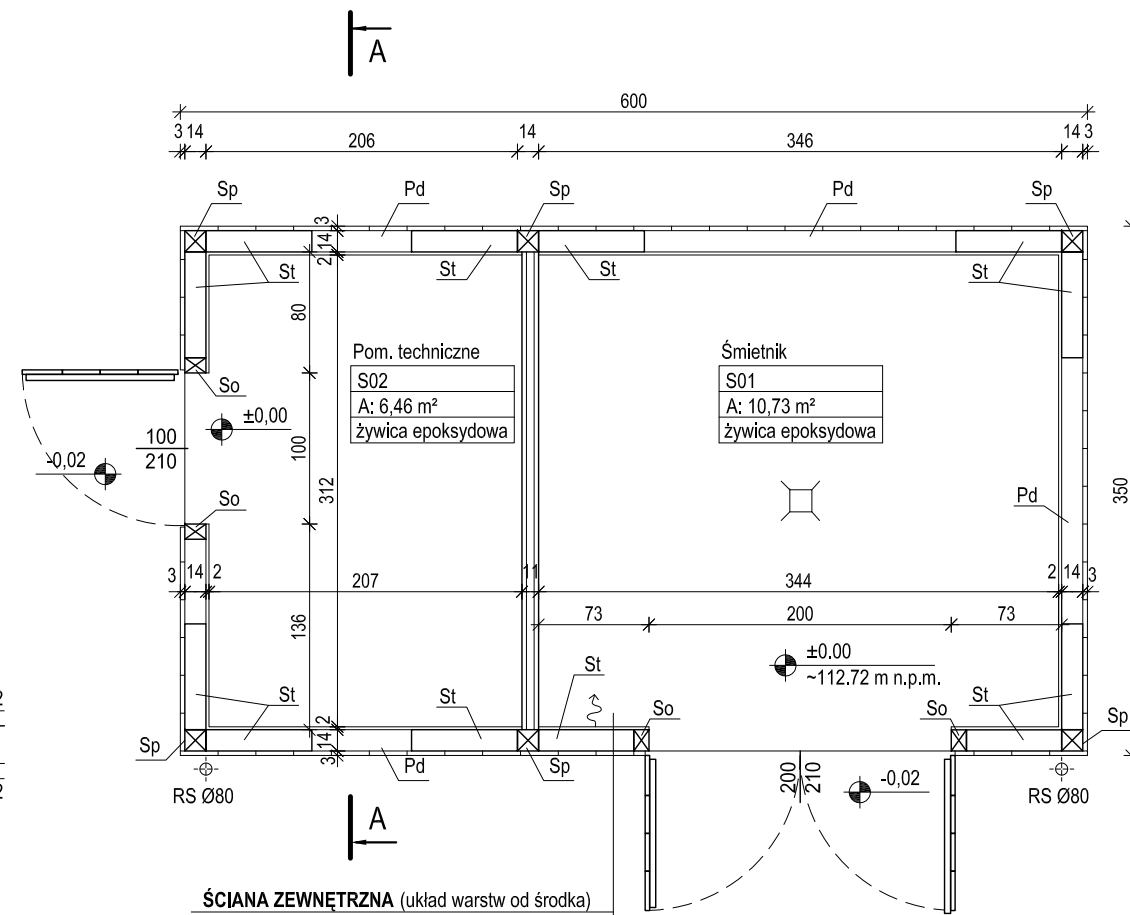 A
600
3 14 206 14 346 14 3
Sp Pd Sp Pd Sp
3
14
2
St St St St
80
Pom. techniczne
S02
A: 6,46 m²
żywica epoksydowa
Śmietnik
S01
A: 10,73 m²
żywica epoksydowa
So
±0,00
100
210
-0,02
100
312
350
So
Pd
3 14 2 207 11 344 2 14 3
73 200 73
136
±0.00
~112.72 m n.p.m.
St St St St
So So
2
14
3
Sp Pd Sp Sp
200
210
-0,02
RS Ø80 RS Ø80
A
ŚCIANA ZEWNĘTRZNA (układ warstw od środka)